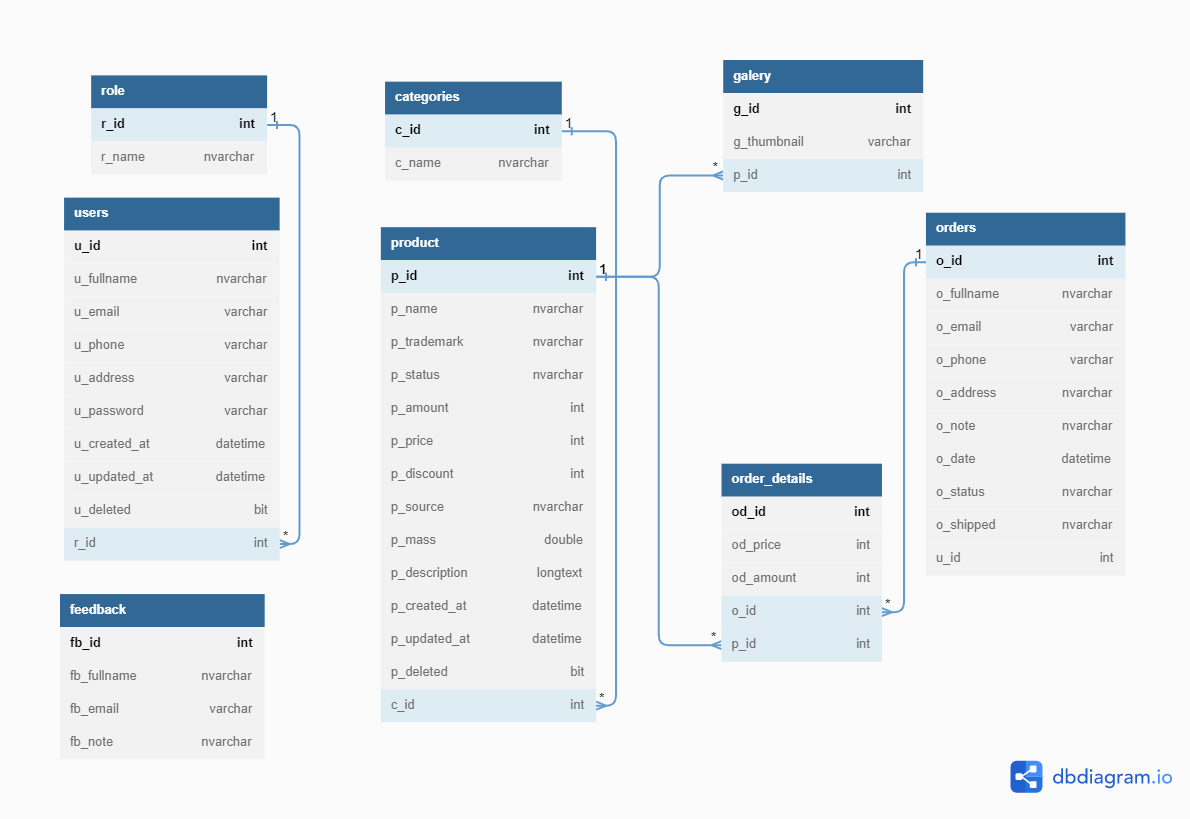 role
1
r_id int
r_name nvarchar
users
u_id int
u_fullname nvarchar
u_email varchar
u_phone varchar
u_address varchar
u_password varchar
u_created_at datetime
u_updated_at datetime
u_deleted bit
*
r_id int
feedback
fb_id int
fb_fullname nvarchar
fb_email varchar
fb_note nvarchar
categories
1
c_id int
c_name nvarchar
product
1
p_id int
p_name nvarchar
p_trademark nvarchar
p_status nvarchar
p_amount int
p_price int
p_discount int
p_source nvarchar
p_mass double
p_description longtext
p_created_at datetime
p_updated_at datetime
p_deleted bit
*
c_id int
galery
g_id int
g_thumbnail varchar
*
p_id int
order_details
od_id int
od_price int
od_amount int
*
o_id int
*
p_id int
orders
1
o_id int
o_fullname nvarchar
o_email varchar
o_phone varchar
o_address nvarchar
o_note nvarchar
o_date datetime
o_status nvarchar
o_shipped nvarchar
u_id int
dbdiagram.io